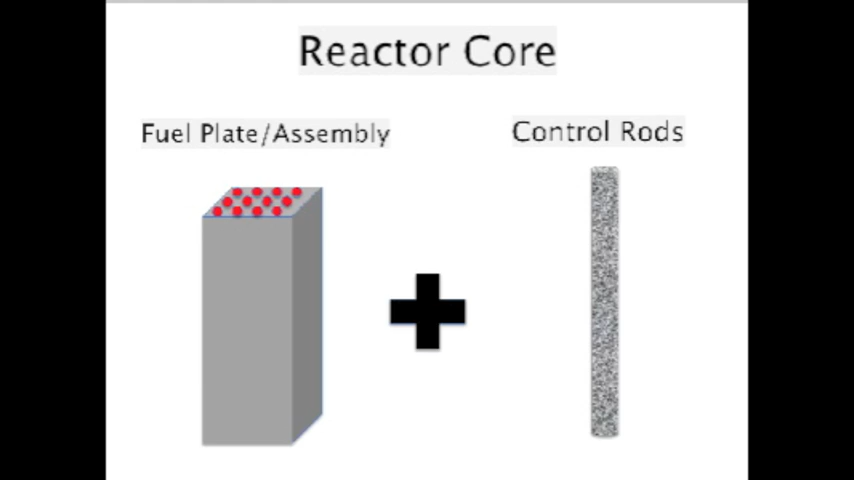 Reactor Core
Fuel Plate/Assembly
Control Rods